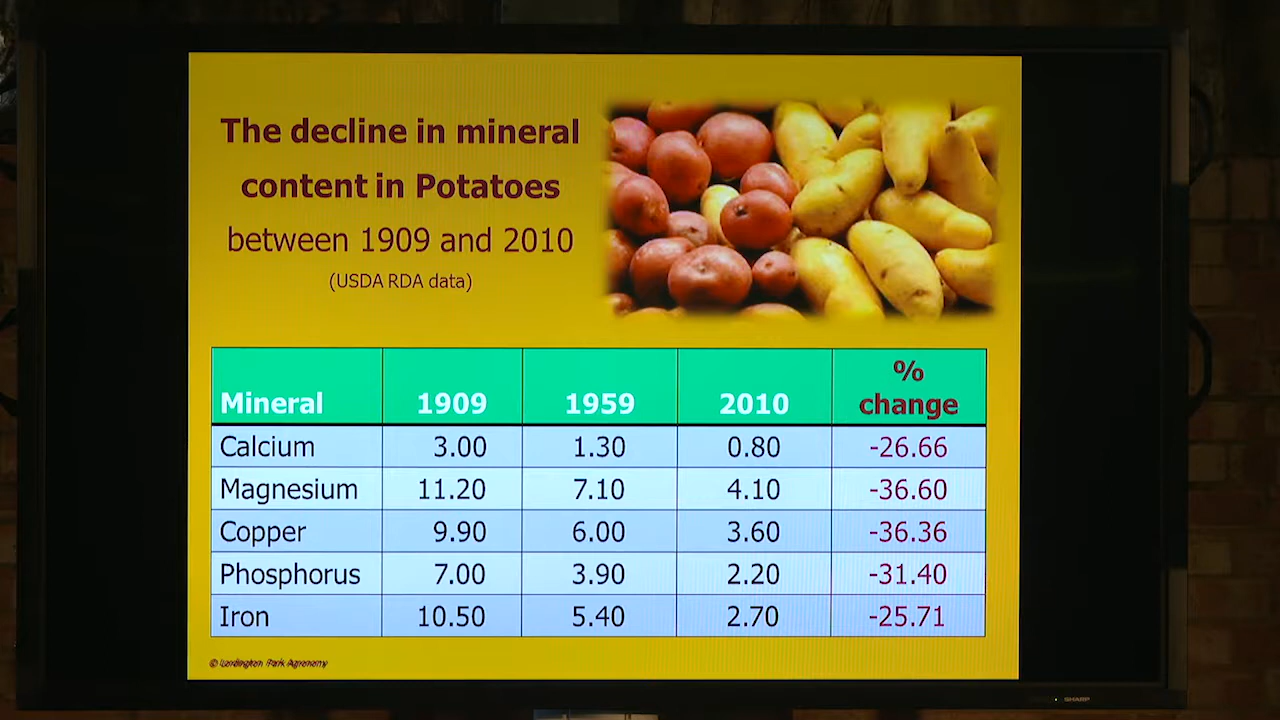 The decline in mineral
content in Potatoes
between 1909 and 2010
(USDA RDA data)
Mineral 1909 1959 2010 % change
Calcium 3.00 1.30 0.80 -26.66
Magnesium 11.20 7.10 4.10 -36.60
Copper 9.90 6.00 3.60 -36.36
Phosphorus 7.00 3.90 2.20 -31.40
Iron 10.50 5.40 2.70 -25.71
Park Agronomy
SHARP